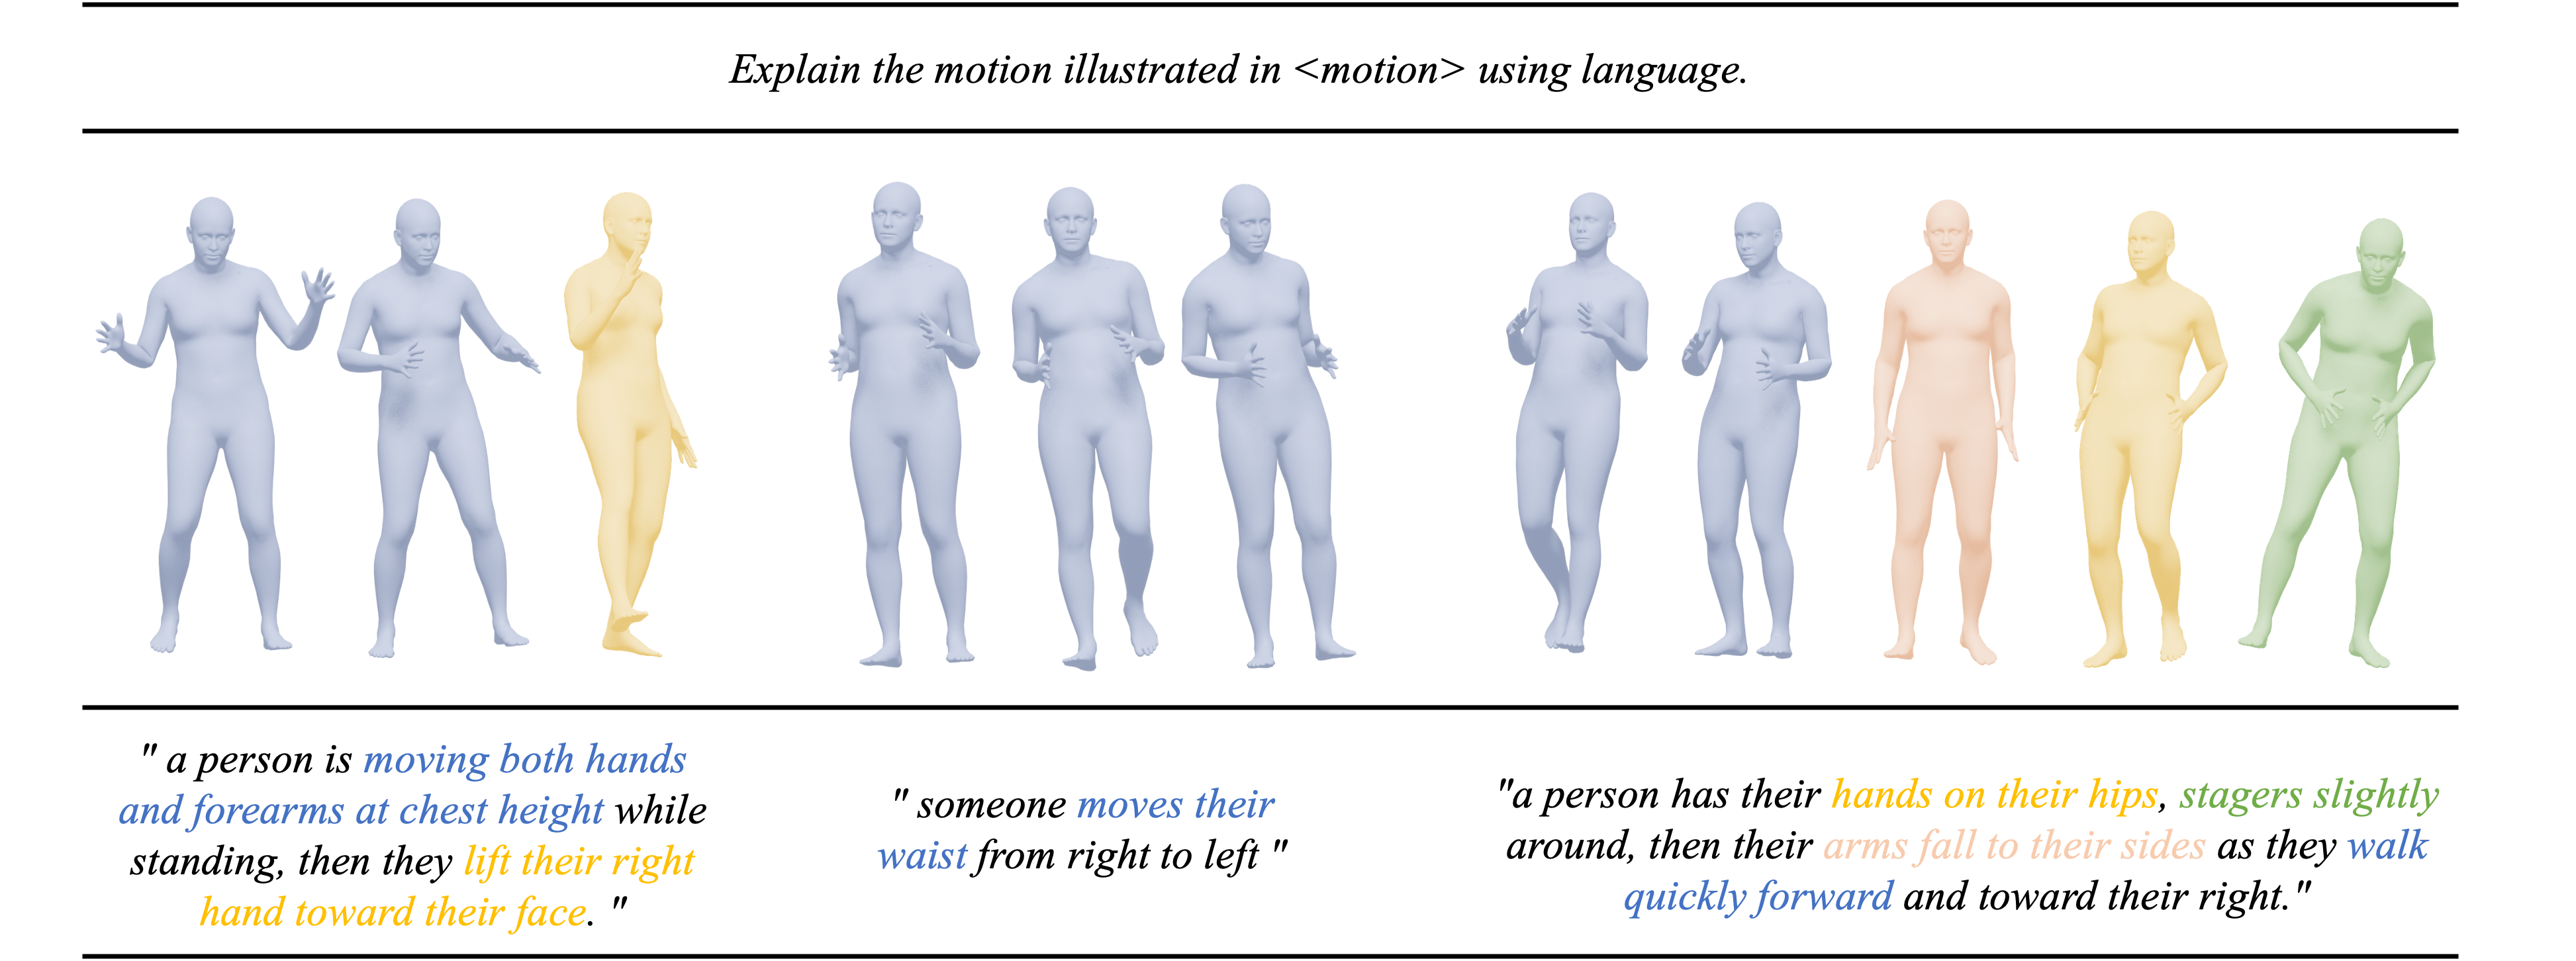 Explain the motion illustrated in <motion> using language.
" a person is moving both hands
and forearms at chest height while
standing, then they lift their right
hand toward their face. "
" someone moves their
waist from right to left "
"a person has their hands on their hips, stagers slightly
around, then their arms fall to their sides as they walk
quickly forward and toward their right."